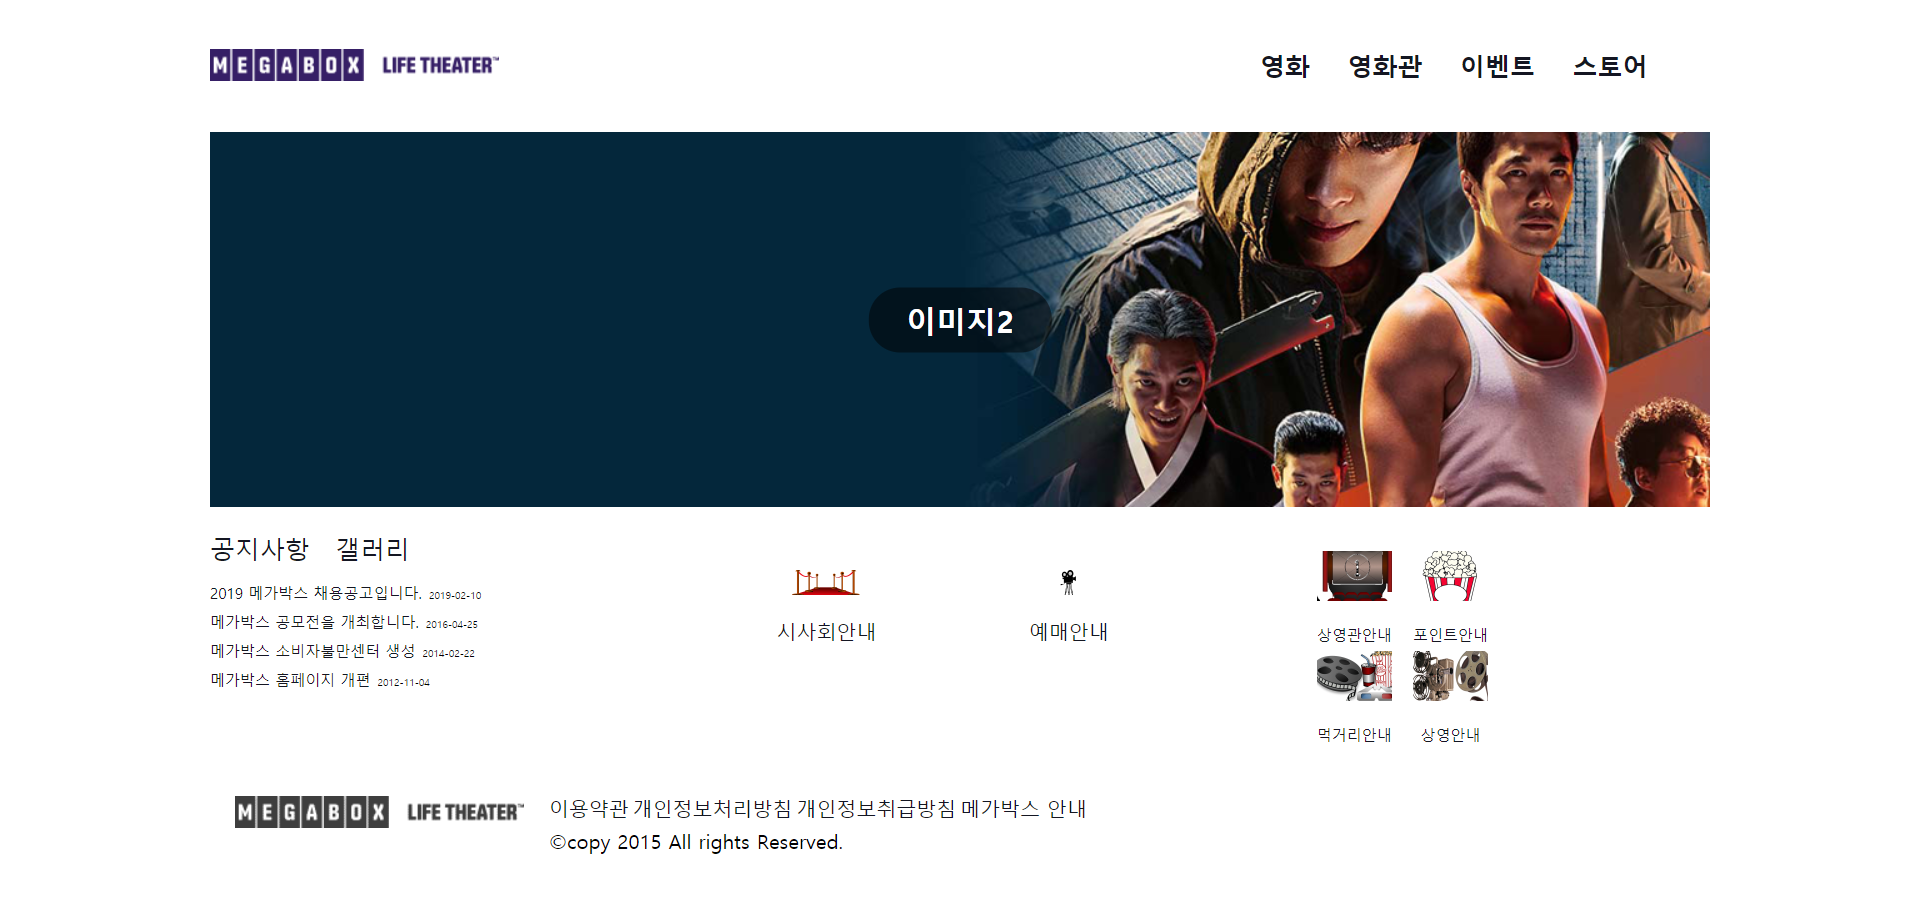 MEGABOX LIFE THEATER™
영화 영화관 이벤트 스토어
이미지2
공지사항 갤러리
2019 메가박스 채용공고입니다. 2019-02-10
메가박스 공모전을 개최합니다. 2016-04-25
메가박스 소비자불만센터 생성 2014-02-22
메가박스 홈페이지 개편 2012-11-04
시사회안내
예매안내
상영관안내 포인트안내
먹거리안내 상영안내
MEGABOX LIFE THEATER™
이용약관 개인정보처리방침 개인정보취급방침 메가박스 안내
©copy 2015 All rights Reserved.